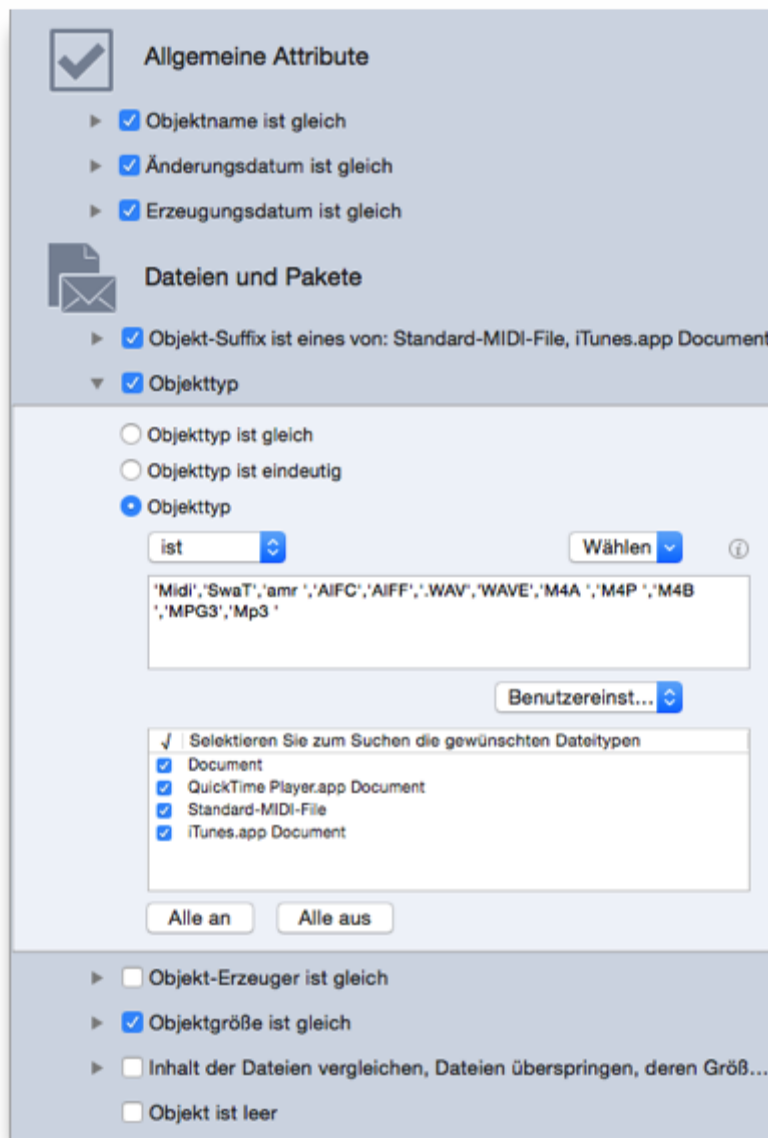 Allgemeine Attribute
Objektname ist gleich
Änderungsdatum ist gleich
Erzeugungsdatum ist gleich
Dateien und Pakete
Objekt-Suffix ist eines von: Standard-MIDI-File, iTunes.app Document
Objekttyp
Objekttyp ist gleich
Objekttyp ist eindeutig
Objekttyp
ist Wählen
'Midi','SwaT','amr ','AIFC','AIFF','.WAV','WAVE','M4A ','M4P ','M4B
','MPG3','Mp3 '
Benutzereinst...
√ Selektieren Sie zum Suchen die gewünschten Dateitypen
Document
QuickTime Player.app Document
Standard-MIDI-File
iTunes.app Document
Alle an Alle aus
Objekt-Erzeuger ist gleich
Objektgröße ist gleich
Inhalt der Dateien vergleichen, Dateien überspringen, deren Größ...
Objekt ist leer